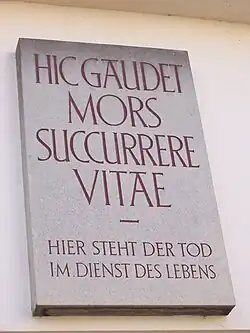 HIC GAUDET
MORS
SUCCURRERE
VITAE
—
HIER STEHT DER TOD
IM DIENST DES LEBENS